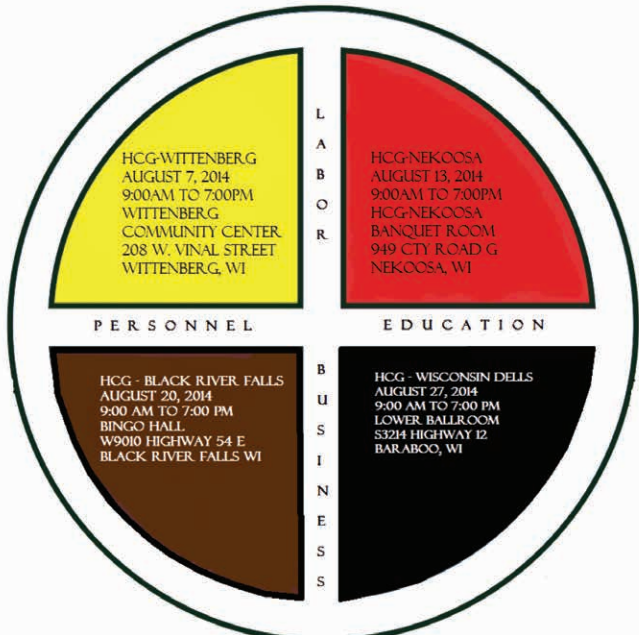 LABOR
HCG-WITTENBERG
AUGUST 7, 2014
9:00AM TO 7:00PM
WITTENBERG
COMMUNITY CENTER
208 W. VINAL STREET
WITTENBERG, WI
HCG-NEKOOSA
AUGUST 13, 2014
9:00AM TO 7:00PM
HCG-NEKOOSA
BANQUET ROOM
949 CTY ROAD G
NEKOOSA, WI
PERSONNEL
EDUCATION
HCG - BLACK RIVER FALLS
AUGUST 20, 2014
9:00 AM TO 7:00 PM
BINGO HALL
W9010 HIGHWAY 54 E
BLACK RIVER FALLS WI
BUSINESS
HCG - WISCONSIN DELLS
AUGUST 27, 2014
9:00 AM TO 7:00 PM
LOWER BALLROOM
S3214 HIGHWAY 12
BARABOO, WI